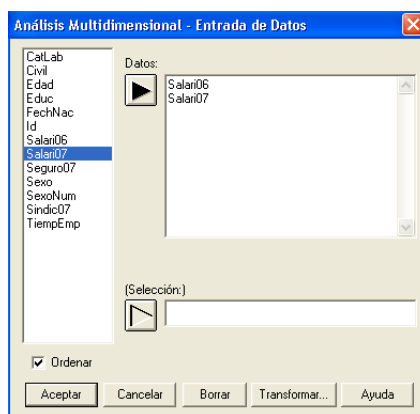 Análisis Multidimensional - Entrada de Datos
CatLab
Civil
Edad
Educ
FechNac
Id
Salari06
Salari07
Seguro07
Sexo
SexoNum
Sindic07
TiempEmp
Datos:
Salari06
Salari07
(Selección:)
Ordenar
Aceptar
Cancelar
Borrar
Transformar...
Ayuda